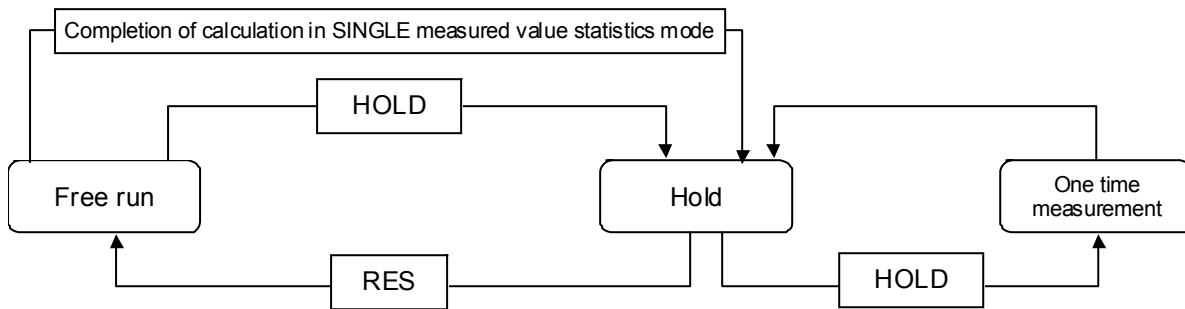 Completion of calculation in SINGLE measured value statistics mode
HOLD
Free run
Hold
One time
measurement
RES
HOLD